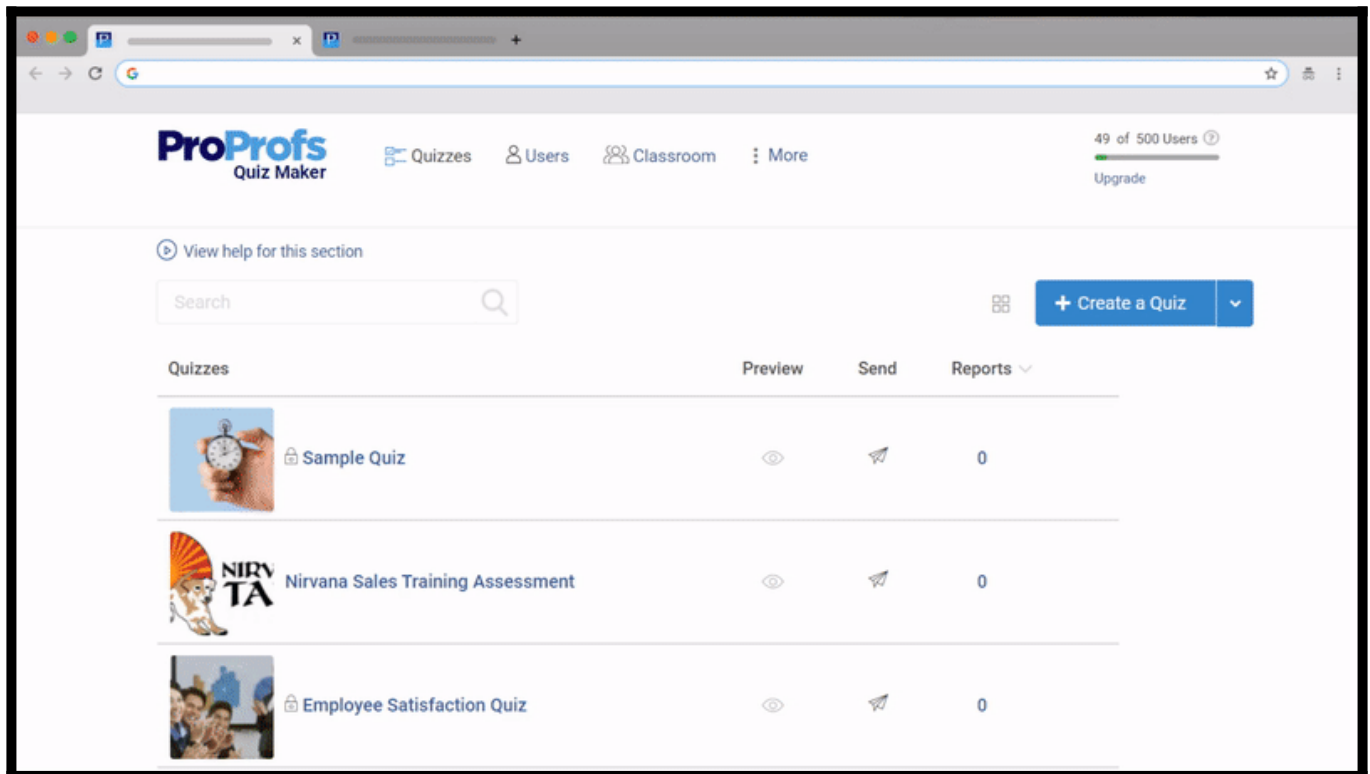 ProProfs
Quiz Maker
Quizzes
Users
Classroom
More
49 of 500 Users
Upgrade
View help for this section
Search
+ Create a Quiz
Quizzes Preview Send Reports
Sample Quiz 0
NIRV
TA
Nirvana Sales Training Assessment 0
Employee Satisfaction Quiz 0